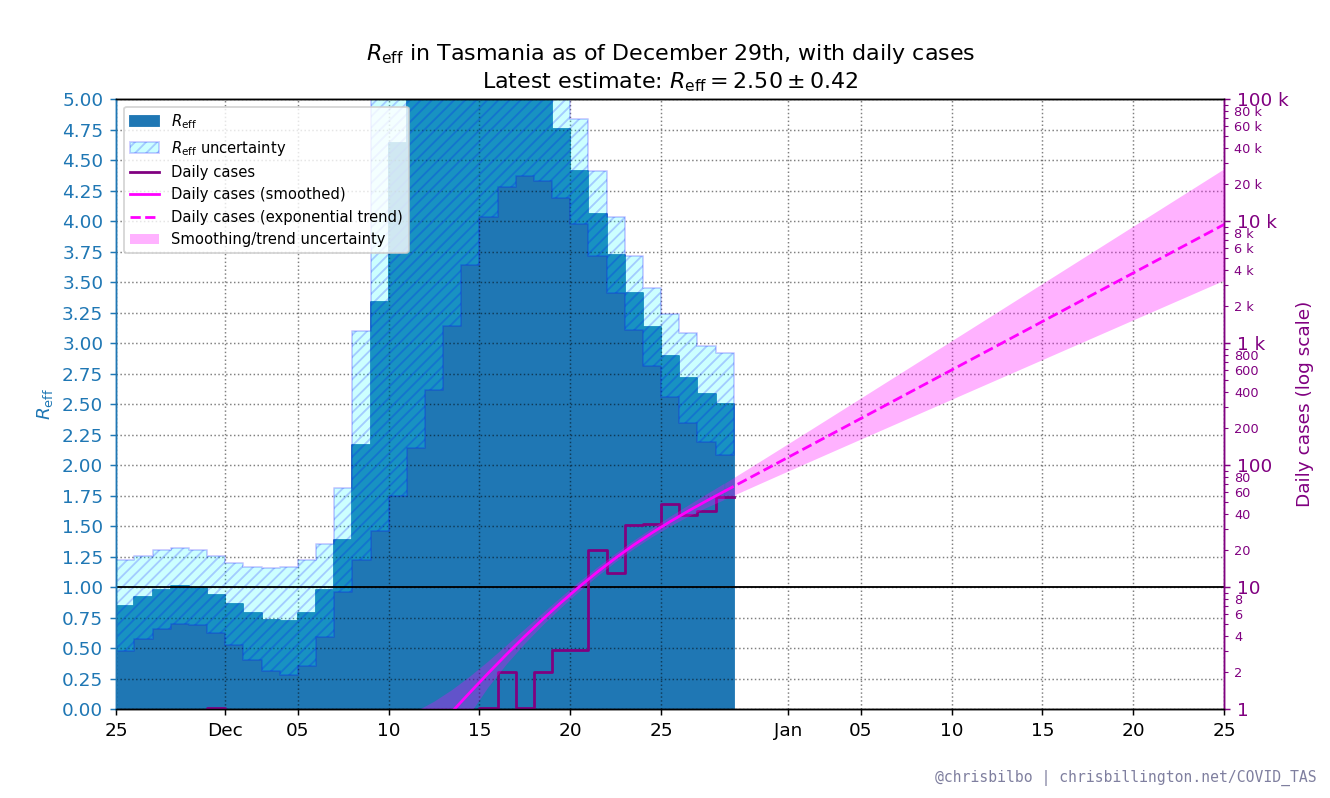 R_eff in Tasmania as of December 29th, with daily cases
Latest estimate: R_eff = 2.50 ± 0.42
R_eff
R_eff uncertainty
Daily cases
Daily cases (smoothed)
Daily cases (exponential trend)
Smoothing/trend uncertainty
5.00
4.75
4.50
4.25
4.00
3.75
3.50
3.25
3.00
2.75
2.50
2.25
2.00
1.75
1.50
1.25
1.00
0.75
0.50
0.25
0.00
R_eff
100 k
80 k
60 k
40 k
20 k
10 k
8 k
6 k
4 k
2 k
1 k
800
600
400
200
100
80
60
40
20
10
8
6
4
2
1
Daily cases (log scale)
25 Dec 05 10 15 20 25 Jan 05 10 15 20 25
@chrisbilbo | chrisbillington.net/COVID_TAS